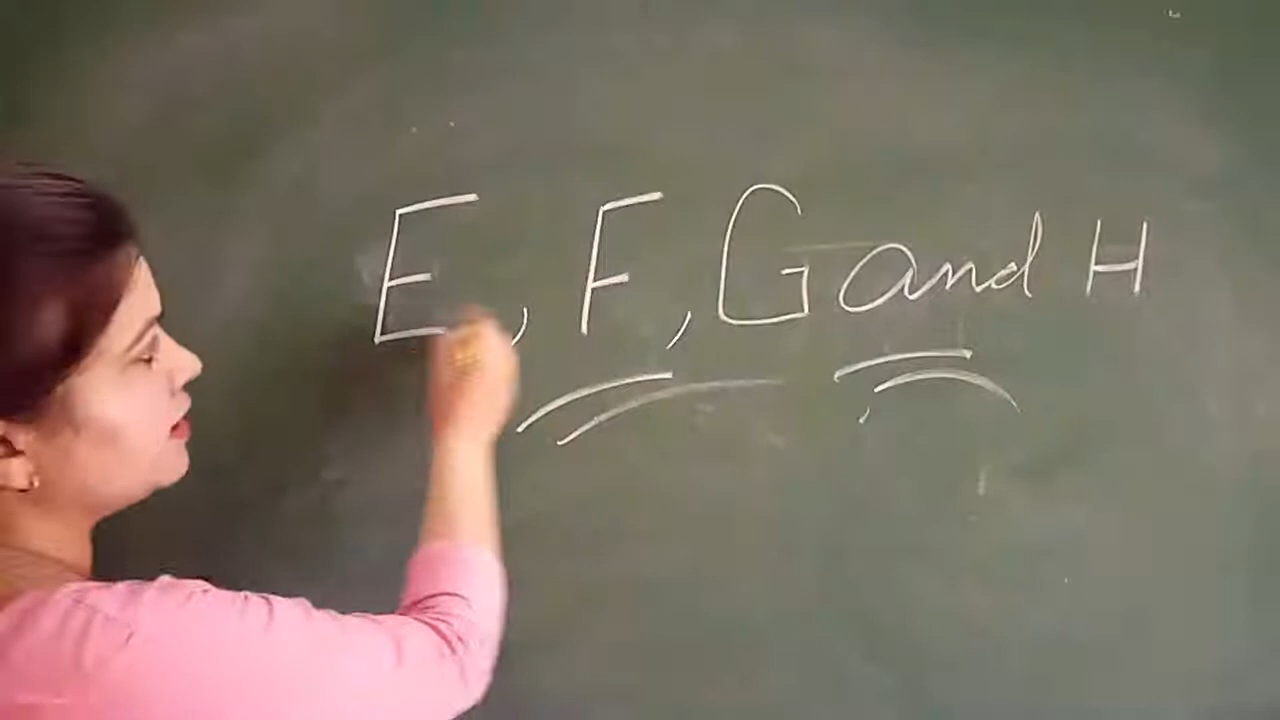 E, F, G and H